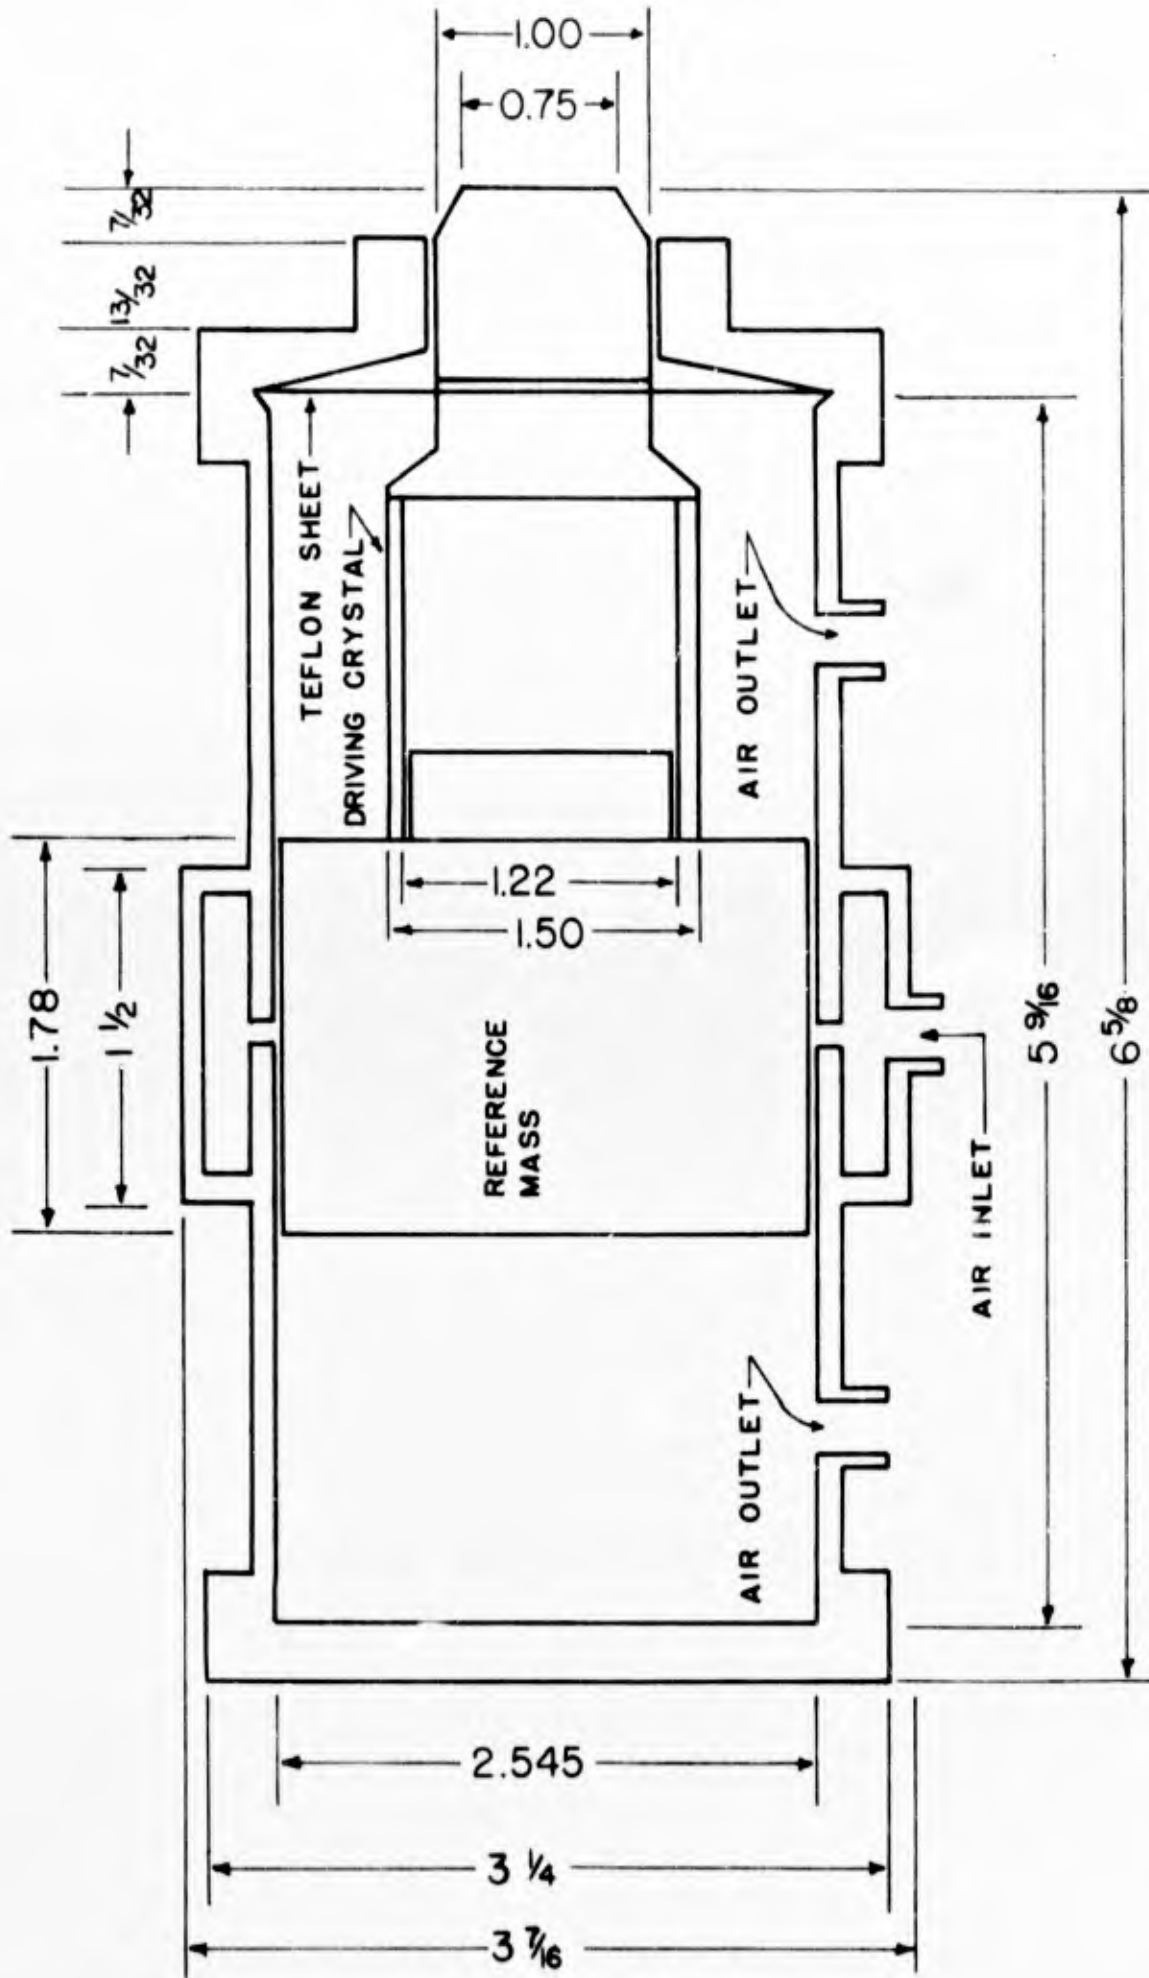 1.00
0.75
7/32
13/32
7/32
TEFLON SHEET
DRIVING CRYSTAL
AIR OUTLET
1.22
1.50
1.78
1 1/2
REFERENCE
MASS
5 9/16
6 5/8
AIR INLET
AIR OUTLET
2.545
3 1/4
3 7/16